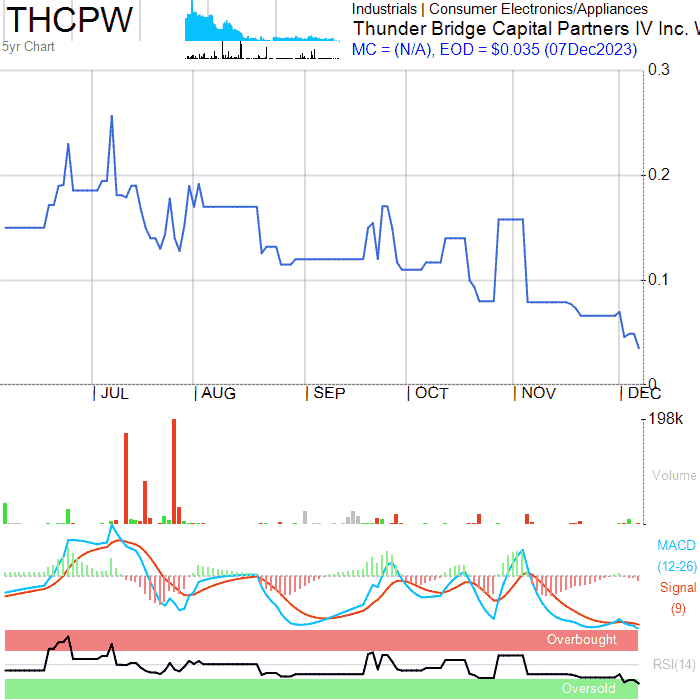 THCPW
5yr Chart
Industrials | Consumer Electronics/Appliances
Thunder Bridge Capital Partners IV Inc. W
MC = (N/A), EOD = $0.035 (07Dec2023)
0.3
0.2
0.1
0
JUL AUG SEP OCT NOV DEC
198k
Volume
MACD
(12-26)
Signal
(9)
Overbought
RSI(14)
Oversold